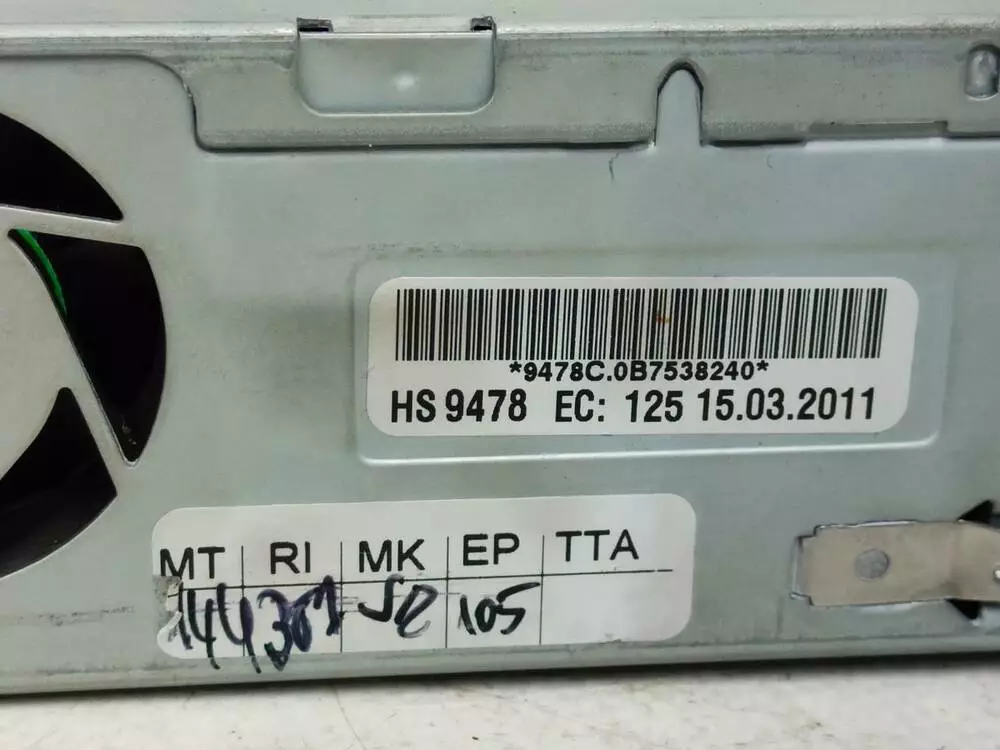 *9478C.0B7538240*
HS 9478 EC: 125 15.03.2011
MT RI MK EP TTA
105